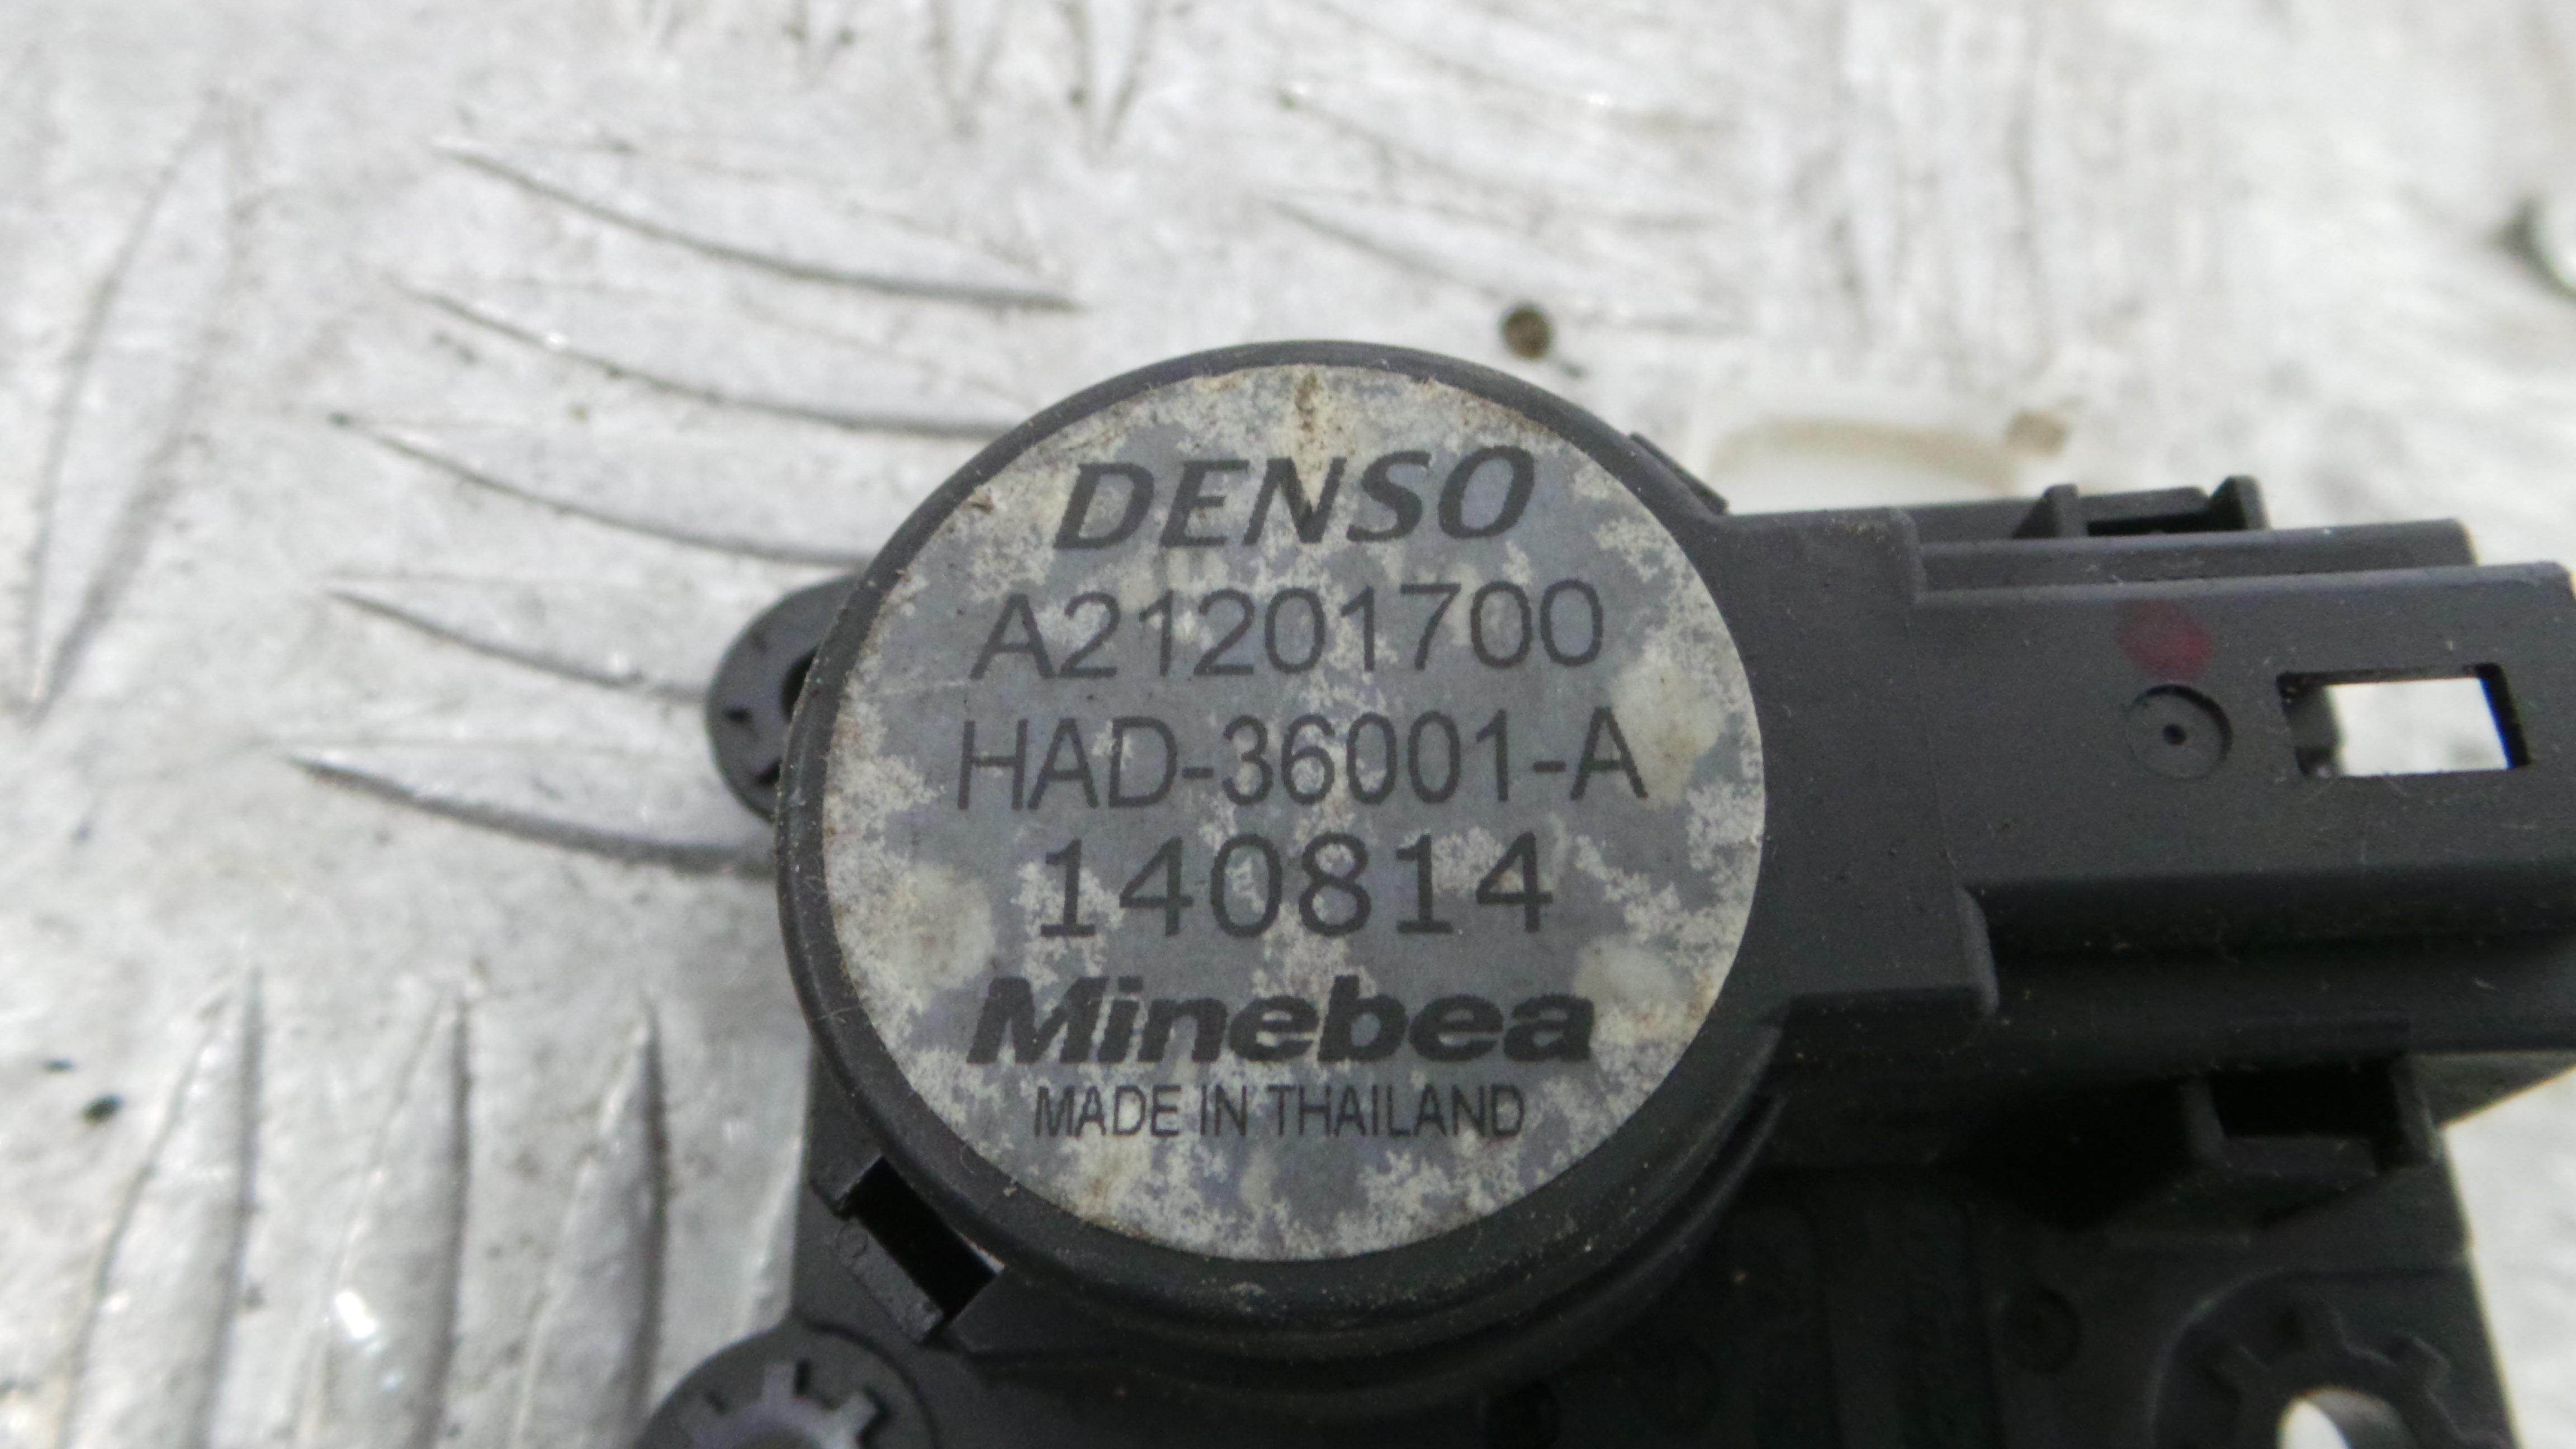 DENSO
A21201700
HAD-36001-A
140814
Minebea
MADE IN THAILAND